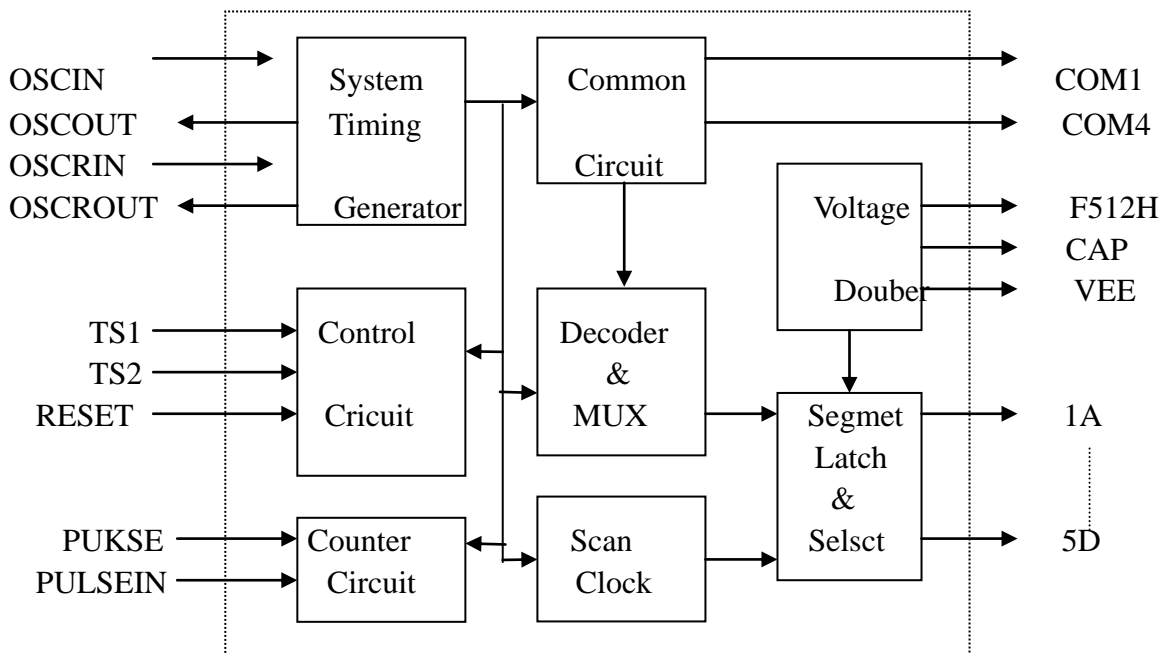 OSCIN
OSCOUT
OSCRIN
OSCROUT
System
Timing
Generator
Common
Circuit
COM1
COM4
Voltage
Douber
F512H
CAP
VEE
TS1
TS2
RESET
Control
Cricuit
Decoder
&
MUX
Segmet
Latch
&
Selsct
1A
5D
PUKSE
PULSEIN
Counter
Circuit
Scan
Clock